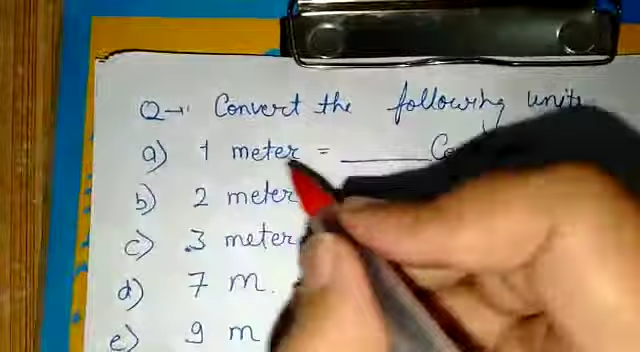 Q→ Convert the following units
a) 1 meter = ______
b) 2 meter
c) .3 meter
d) 7 m.
e) 9 m